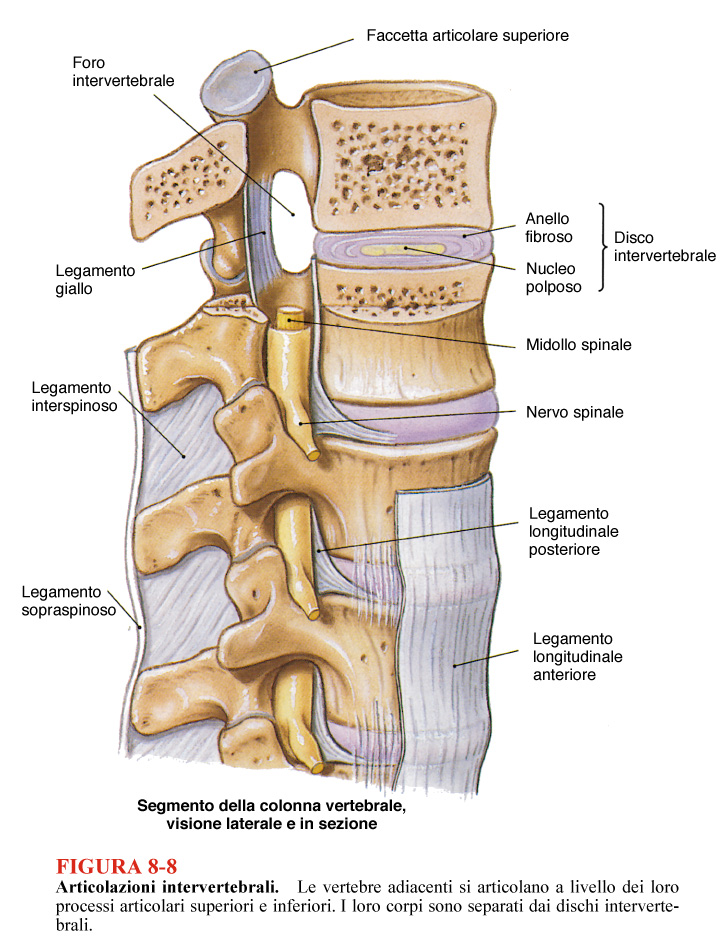 Faccetta articolare superiore
Foro
intervertebrale
Anello
fibroso
Disco
intervertebrale
Nucleo
polposo
Legamento
giallo
Midollo spinale
Legamento
interspinoso
Nervo spinale
Legamento
longitudinale
posteriore
Legamento
sopraspinoso
Legamento
longitudinale
anteriore
Segmento della colonna vertebrale,
visione laterale e in sezione
FIGURA 8-8
Articolazioni intervertebrali. Le vertebre adiacenti si articolano a livello dei loro
processi articolari superiori e inferiori. I loro corpi sono separati dai dischi interverte-
brali.